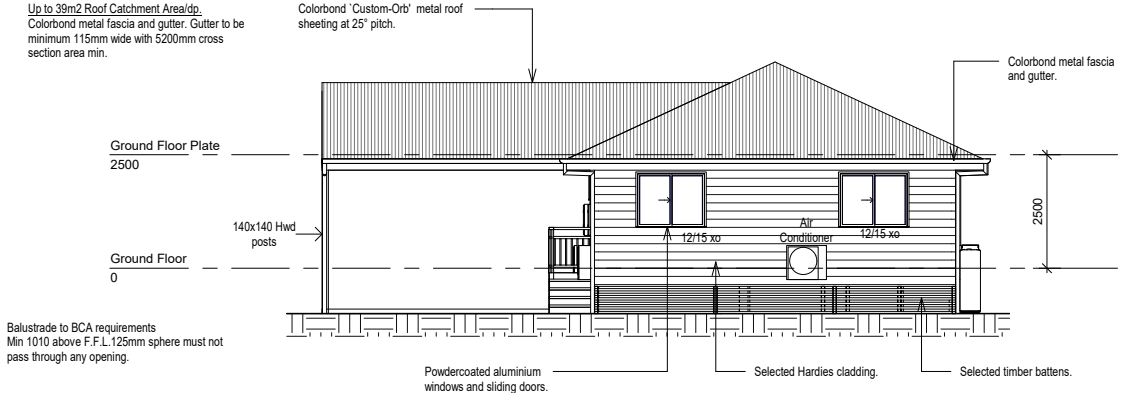 Up to 39m2 Roof Catchment Area/dp.
Colorbond metal fascia and gutter. Gutter to be
minimum 115mm wide with 5200mm cross
section area min.
Colorbond `Custom-Orb' metal roof
sheeting at 25° pitch.
Colorbond metal fascia
and gutter.
Ground Floor Plate
2500
2500
140x140 Hwd
posts
12/15 xo
Air
Conditioner
12/15 xo
Ground Floor
0
Balustrade to BCA requirements
Min 1010 above F.F.L.125mm sphere must not
pass through any opening.
Powdercoated aluminium
windows and sliding doors.
Selected Hardies cladding.
Selected timber battens.